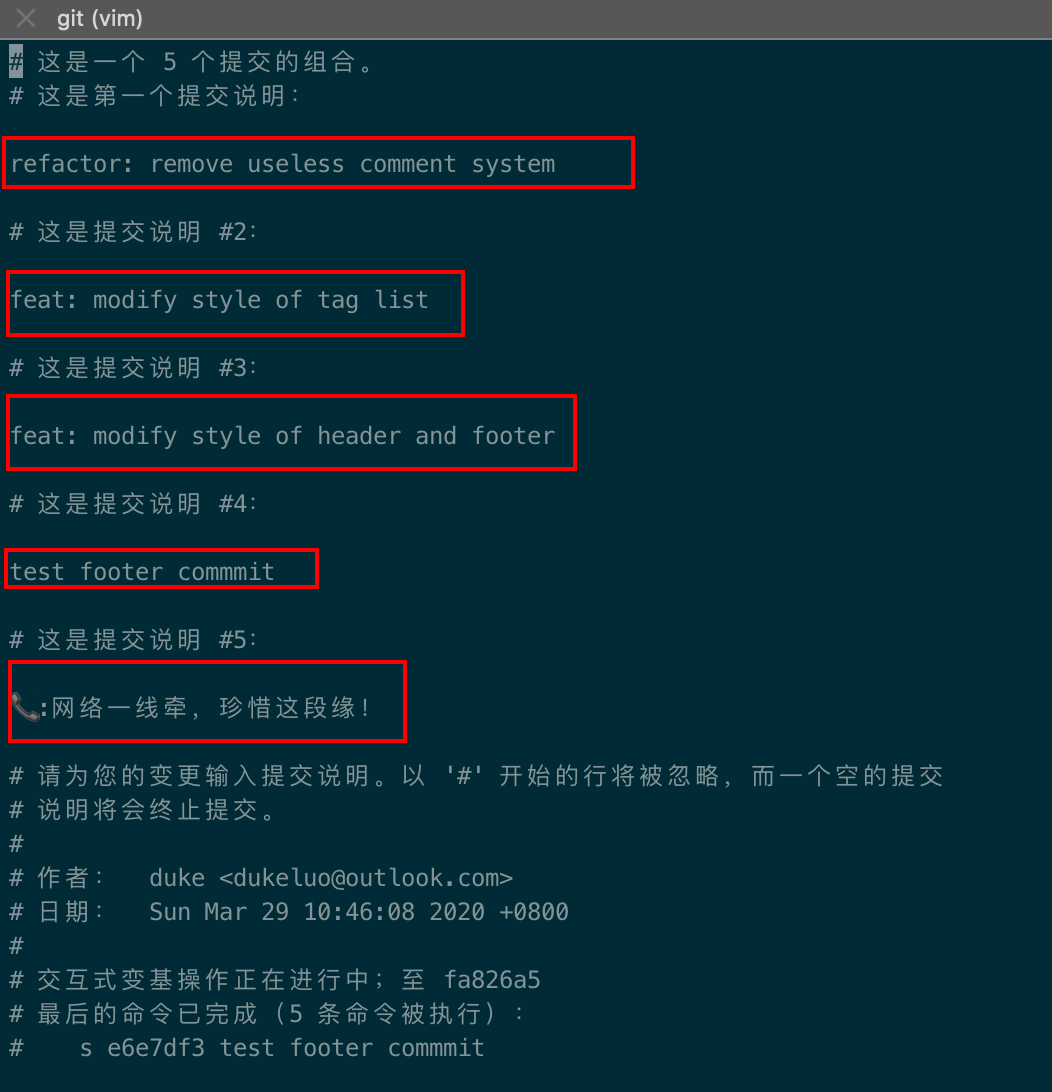 git (vim)
# 这是一个 5 个提交的组合。
# 这是第一个提交说明：
refactor: remove useless comment system
# 这是提交说明 #2：
feat: modify style of tag list
# 这是提交说明 #3：
feat: modify style of header and footer
# 这是提交说明 #4：
test footer commmit
# 这是提交说明 #5：
📞:网络一线牵，珍惜这段缘！
# 请为您的变更输入提交说明。以 '#' 开始的行将被忽略，而一个空的提交
# 说明将会终止提交。
#
# 作者：  duke <dukeluo@outlook.com>
# 日期：  Sun Mar 29 10:46:08 2020 +0800
#
# 交互式变基操作正在进行中；至 fa826a5
# 最后的命令已完成（5 条命令被执行）：
#    s e6e7df3 test footer commmit